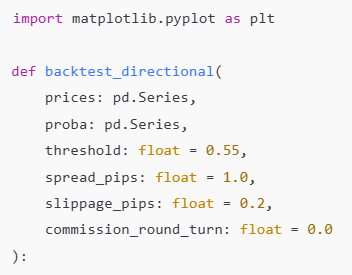 import matplotlib.pyplot as plt
def backtest_directional(
    prices: pd.Series,
    proba: pd.Series,
    threshold: float = 0.55,
    spread_pips: float = 1.0,
    slippage_pips: float = 0.2,
    commission_round_turn: float = 0.0
):